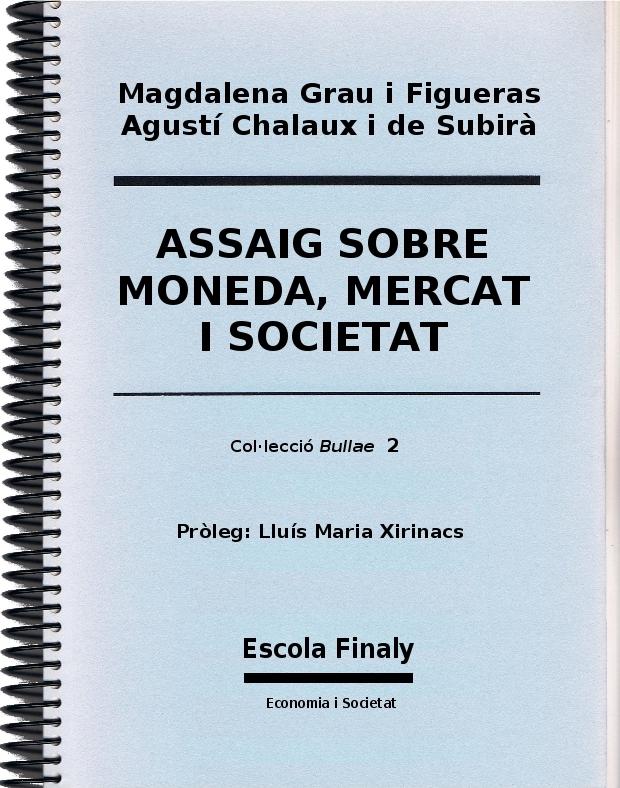 Magdalena Grau i Figueras
Agustí Chalaux i de Subirà
ASSAIG SOBRE
MONEDA, MERCAT
I SOCIETAT
Col·lecció Bullae 2
Pròleg: Lluís Maria Xirinacs
Escola Finaly
Economia i Societat